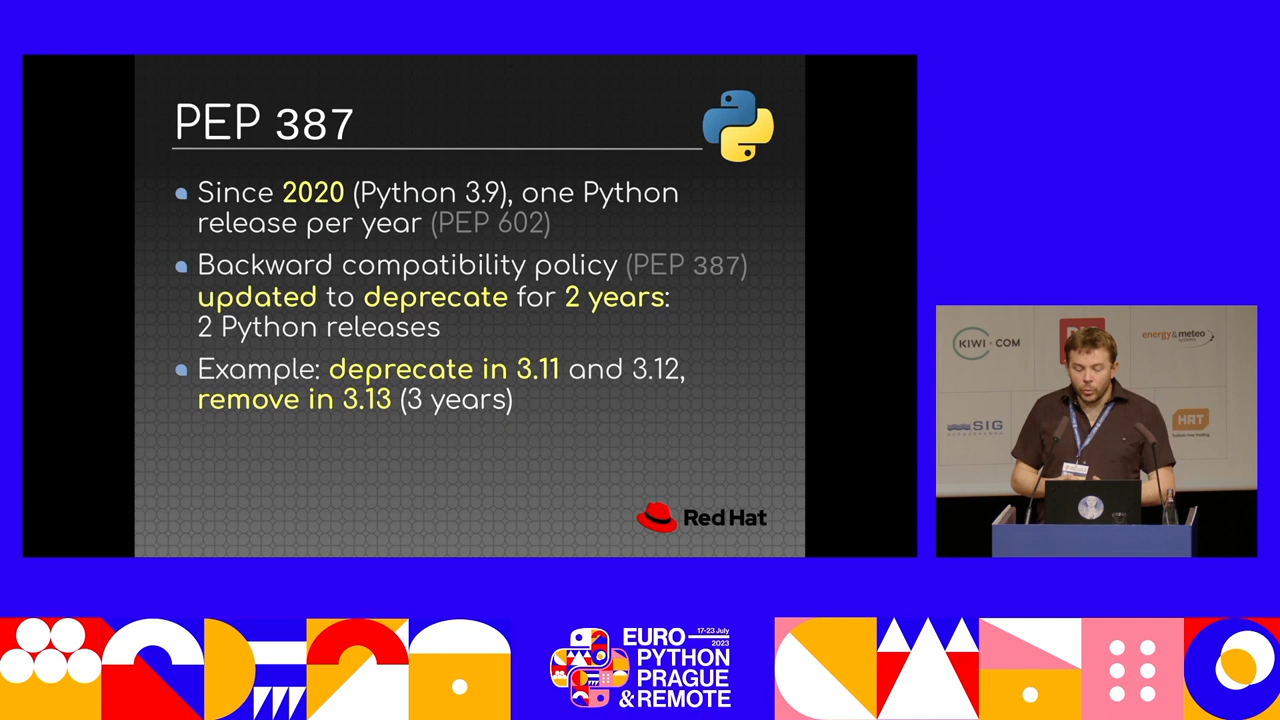 PEP 387
Since 2020 (Python 3.9), one Python
release per year (PEP 602)
Backward compatibility policy (PEP 387)
updated to deprecate for 2 years:
2 Python releases
Example: deprecate in 3.11 and 3.12,
remove in 3.13 (3 years)
Red Hat
KIWI.COM
energy & meteo
systems
SIG
HRT
17-23 July
2023
EURO
PYTHON
PRAGUE
& REMOTE